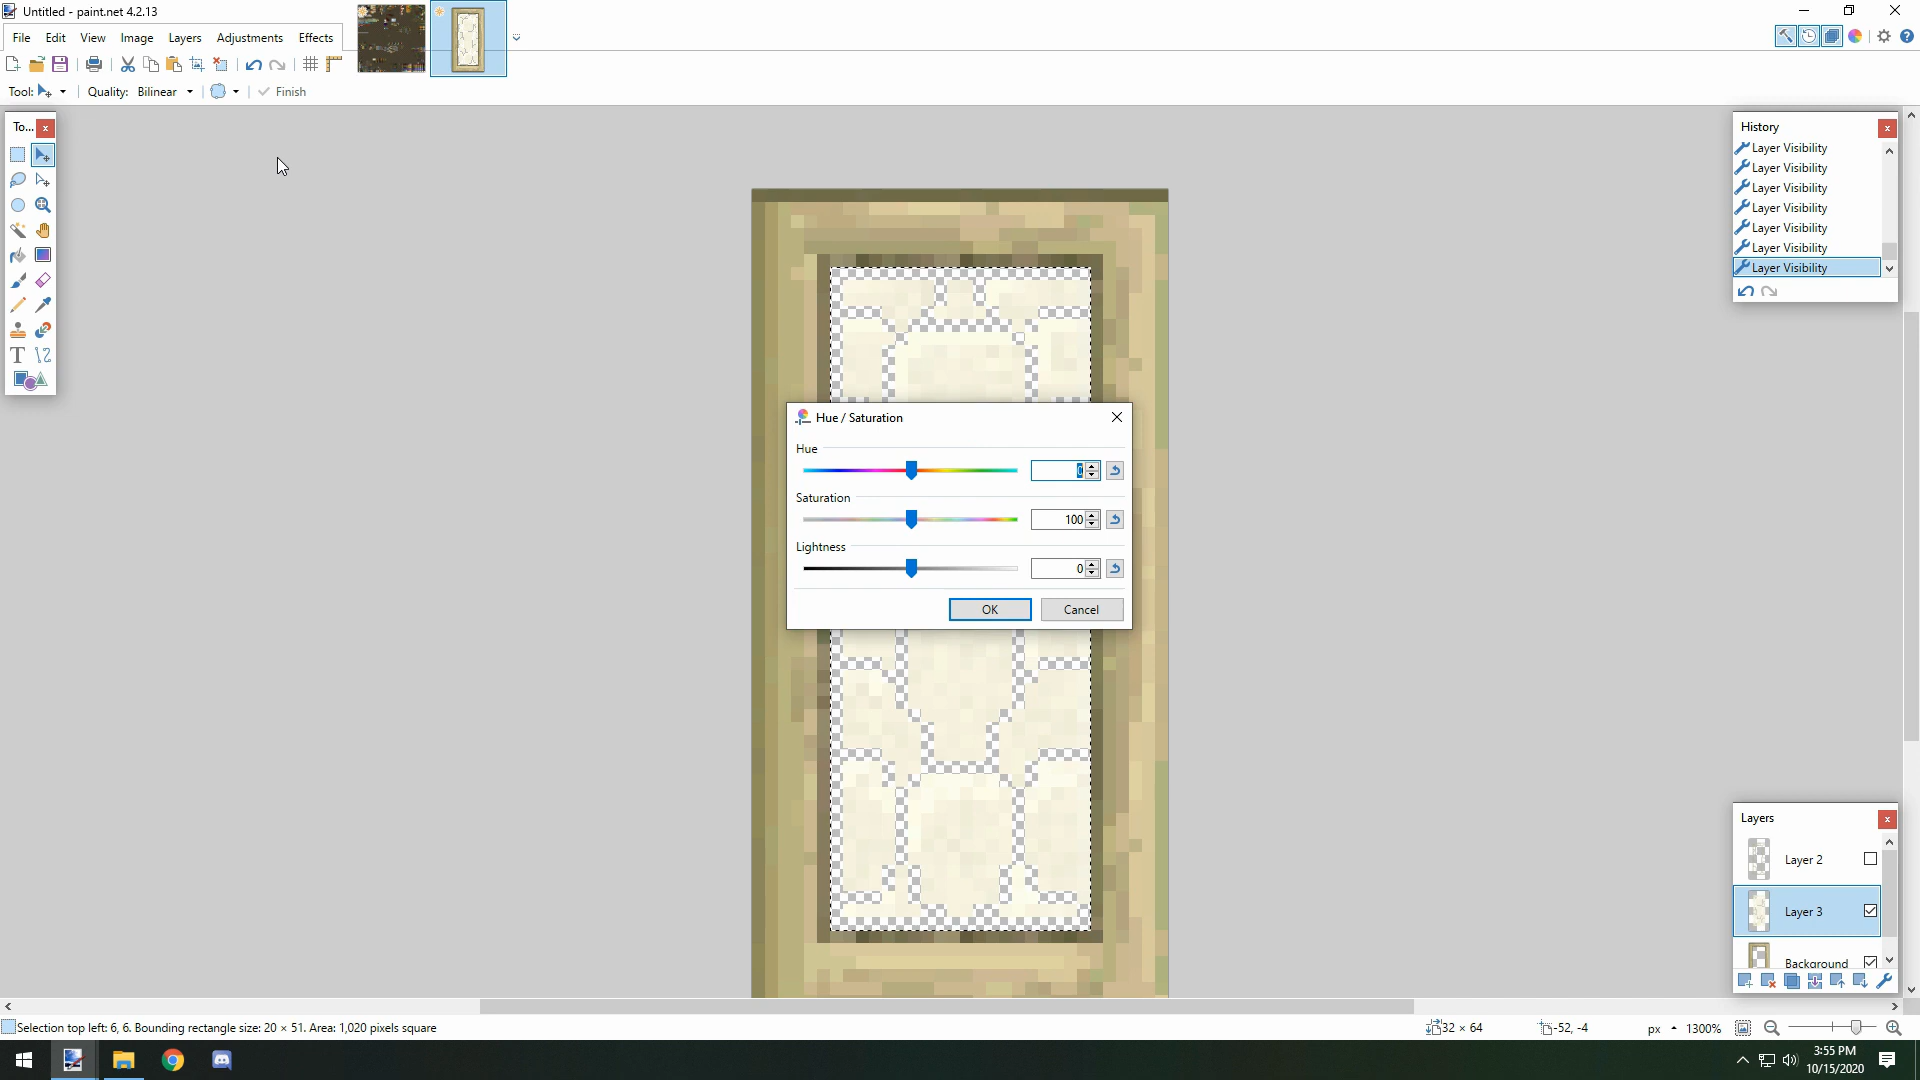 Untitled - paint.net 4.2.13
File Edit View Image Layers Adjustments Effects
Tool: Quality: Bilinear Finish
To...
History
Layer Visibility
Layer Visibility
Layer Visibility
Layer Visibility
Layer Visibility
Layer Visibility
Layer Visibility
Hue / Saturation
Hue
0
Saturation
100
Lightness
0
OK Cancel
Layers
Layer 2
Layer 3
Background
Selection top left: 6, 6. Bounding rectangle size: 20 × 51. Area: 1,020 pixels square
32 × 64
-52, -4
px
1300%
3:55 PM
10/15/2020